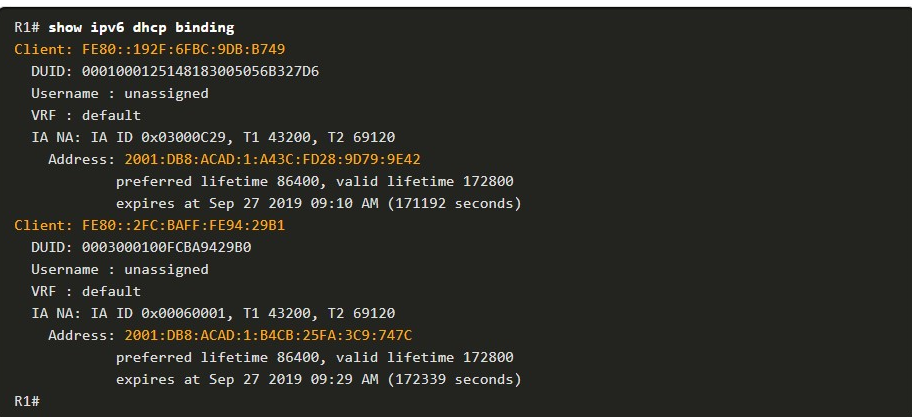 R1# show ipv6 dhcp binding
Client: FE80::192F:6FBC:9DB:B749
DUID: 0001000125148183005056B327D6
Username : unassigned
VRF : default
IA NA: IA ID 0x03000C29, T1 43200, T2 69120
Address: 2001:DB8:ACAD:1:A43C:FD28:9D79:9E42
preferred lifetime 86400, valid lifetime 172800
expires at Sep 27 2019 09:10 AM (171192 seconds)
Client: FE80::2FC:BAFF:FE94:29B1
DUID: 0003000100FCBA9429B0
Username : unassigned
VRF : default
IA NA: IA ID 0x00060001, T1 43200, T2 69120
Address: 2001:DB8:ACAD:1:B4CB:25FA:3C9:747C
preferred lifetime 86400, valid lifetime 172800
expires at Sep 27 2019 09:29 AM (172339 seconds)
R1#